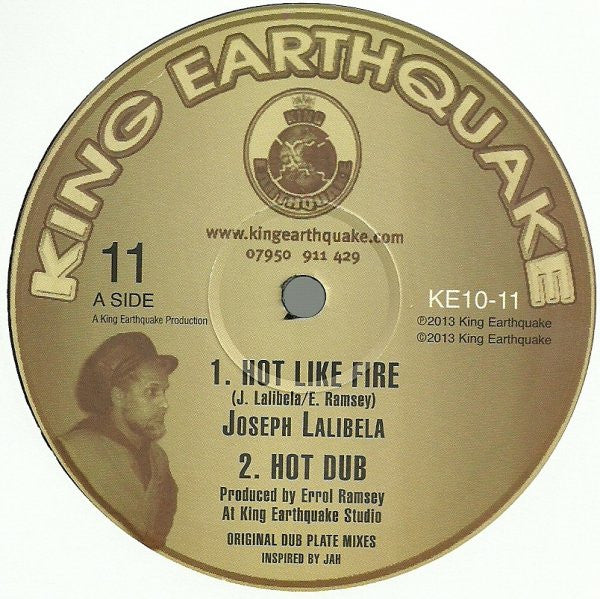 KING EARTHQUAKE
KING
EARTHQUAKE
www.kingearthquake.com
07950 911 429
11
A SIDE
A King Earthquake Production
KE10-11
℗2013 King Earthquake
©2013 King Earthquake
1. HOT LIKE FIRE
(J. Lalibela/E. Ramsey)
JOSEPH LALIBELA
2. HOT DUB
Produced by Errol Ramsey
At King Earthquake Studio
ORIGINAL DUB PLATE MIXES
INSPIRED BY JAH